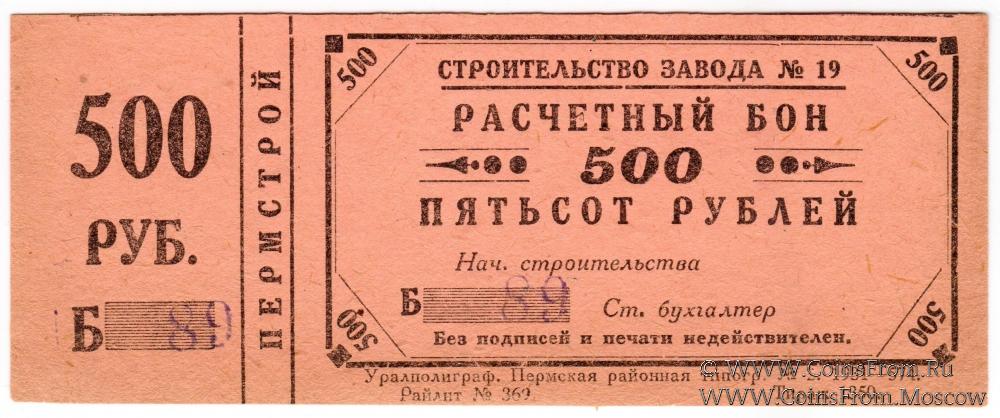 500
РУБ.
Б 89
ПЕРМСТРОЙ
500
500
СТРОИТЕЛЬСТВО ЗАВОДА № 19
РАСЧЕТНЫЙ БОН
500
ПЯТЬСОТ РУБЛЕЙ
Нач. строительства
Б 89
Ст. бухгалтер
Без подписей и печати недействителен.
500
500
Уралполиграф. Пермская районная
Райлит № 369.
© WWW.CoinsFrom.Ru
© WWW.CoinsFrom.Moscow